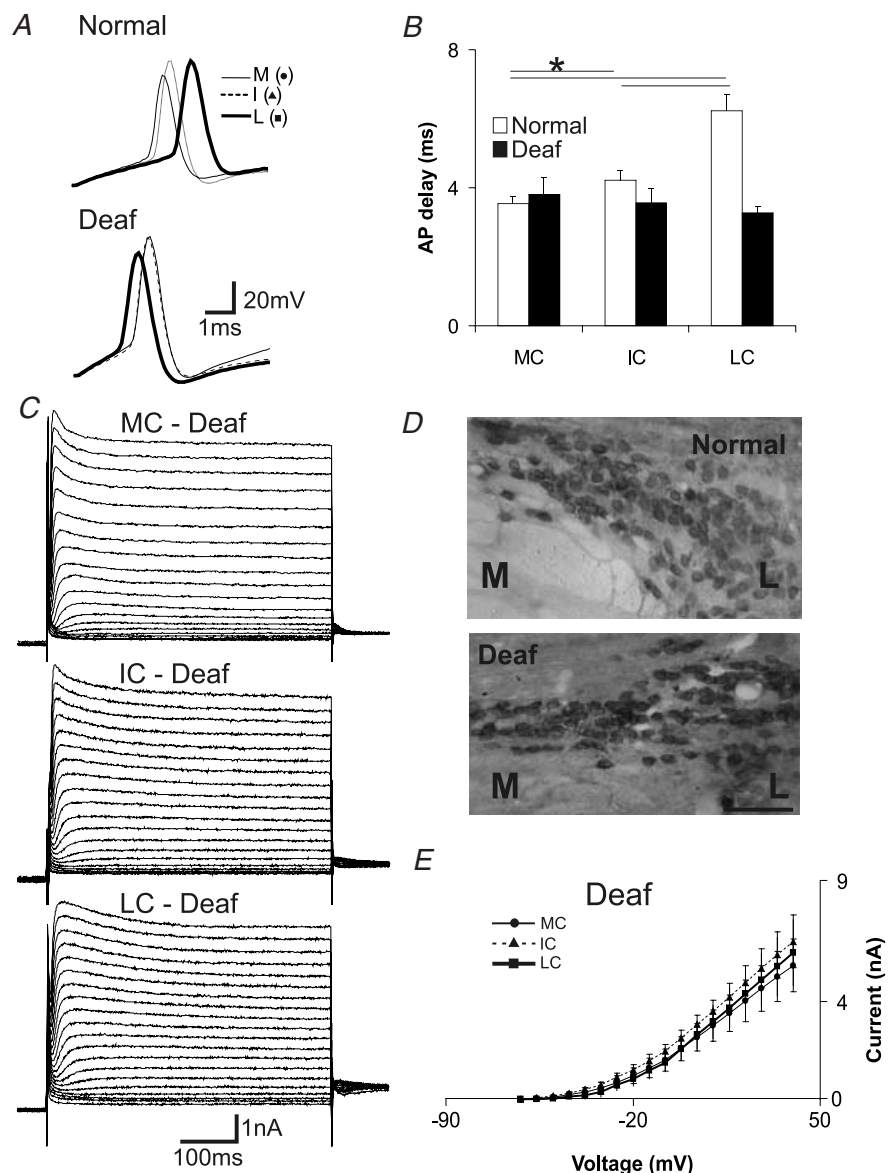 A
Normal
M (●)
I (▲)
L (■)
Deaf
20mV
1ms
B
8
*
Normal
Deaf
4
0
AP delay (ms)
MC
IC
LC
C
MC - Deaf
IC - Deaf
LC - Deaf
1nA
100ms
D
Normal
M
L
Deaf
M
L
E
Deaf
MC
IC
LC
9
4
0
Current (nA)
-90
-20
50
Voltage (mV)